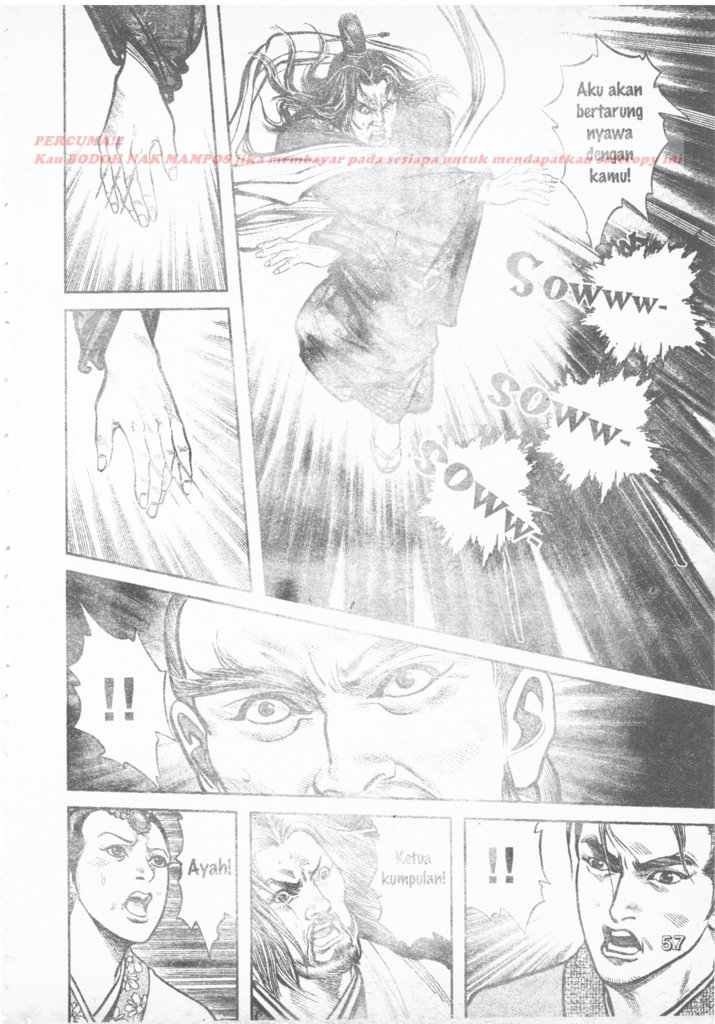 Aku akan
bertarung
nyawa
dengan
kamu!
PERCUMA!!
Kau BODOH NAK MAMPOS jika membayar pada sesiapa untuk mendapatkan softcopy ini
Sowww-
soww-
soww-
!!
Ayah!
Ketua
kumpulan!
!!
57